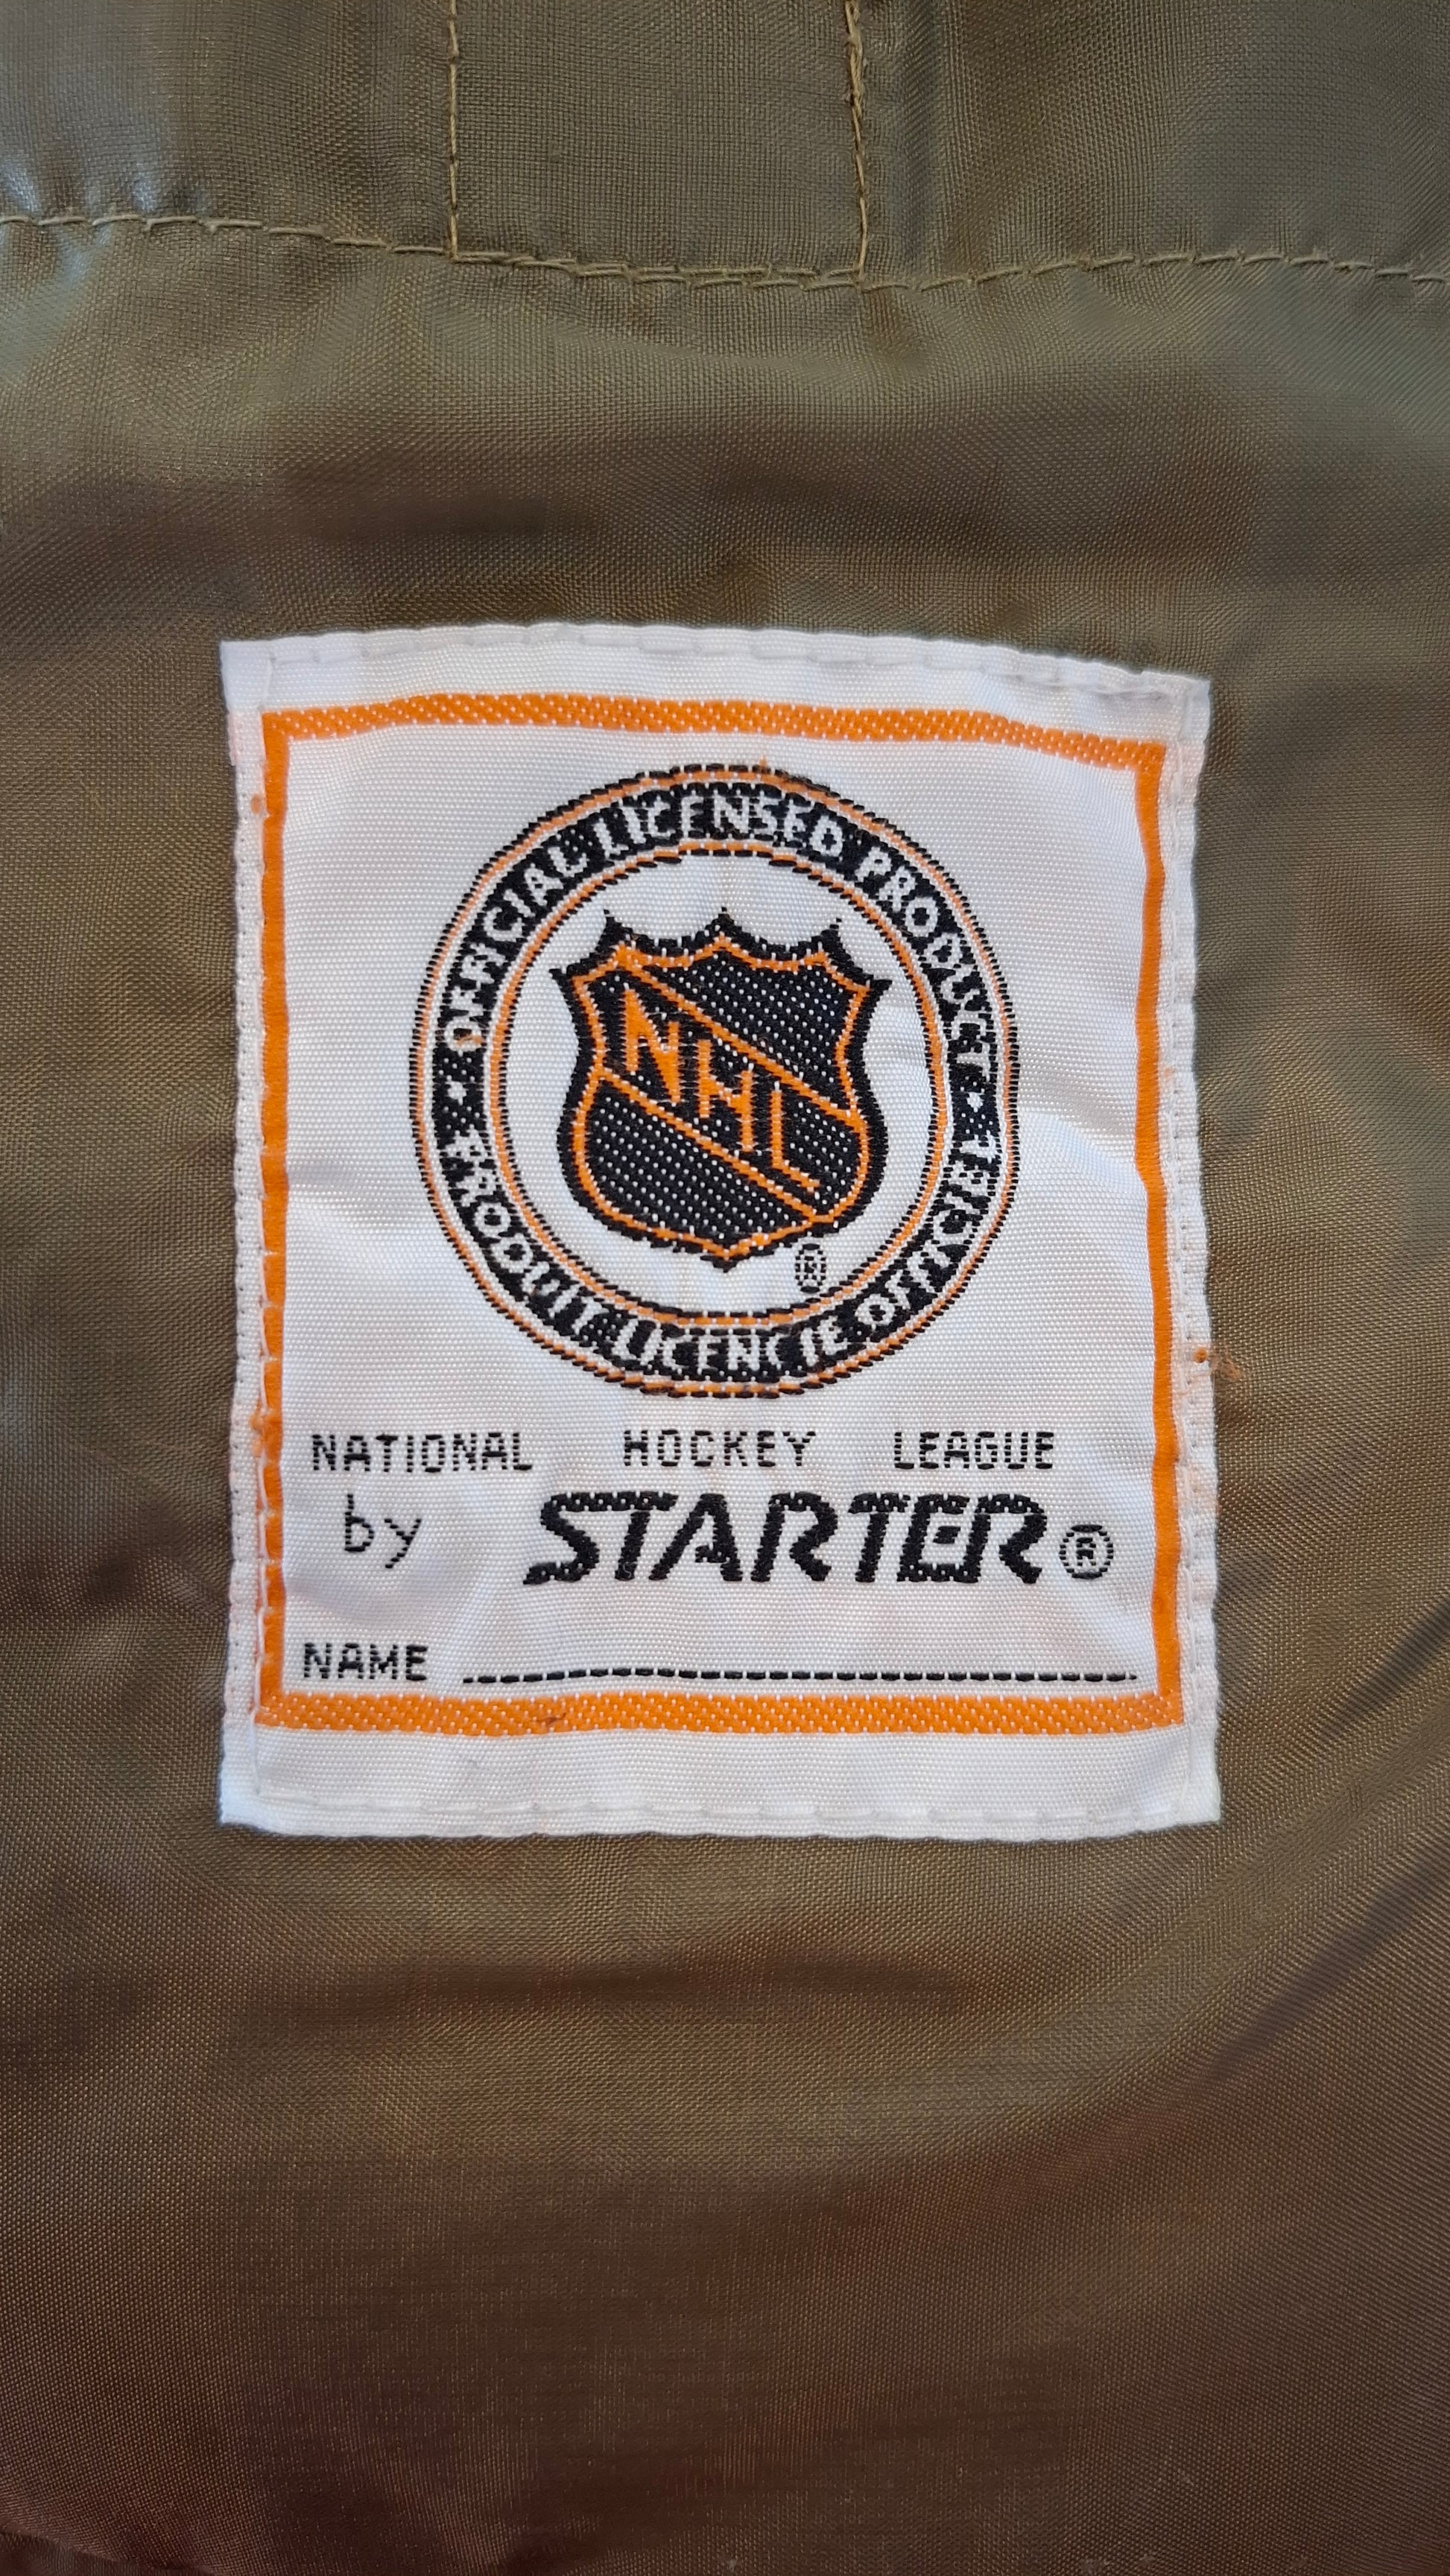 OFFICIAL LICENSED PRODUCT
NHL
®
PRODUIT LICENCIE OFFICIEL
NATIONAL HOCKEY LEAGUE
by STARTER®
NAME